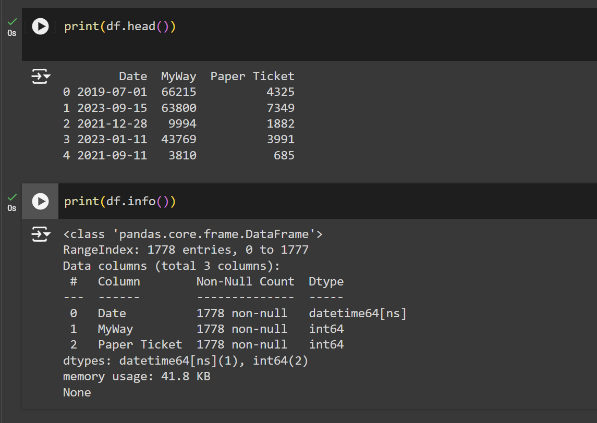 0s
print(df.head())
Date MyWay Paper Ticket
0 2019-07-01 66215 4325
1 2023-09-15 63800 7349
2 2021-12-28 9994 1882
3 2023-01-11 43769 3991
4 2021-09-11 3810 685
0s
print(df.info())
<class 'pandas.core.frame.DataFrame'>
RangeIndex: 1778 entries, 0 to 1777
Data columns (total 3 columns):
# Column Non-Null Count Dtype
--- ------ -------------- -----
0 Date 1778 non-null datetime64[ns]
1 MyWay 1778 non-null int64
2 Paper Ticket 1778 non-null int64
dtypes: datetime64[ns](1), int64(2)
memory usage: 41.8 KB
None